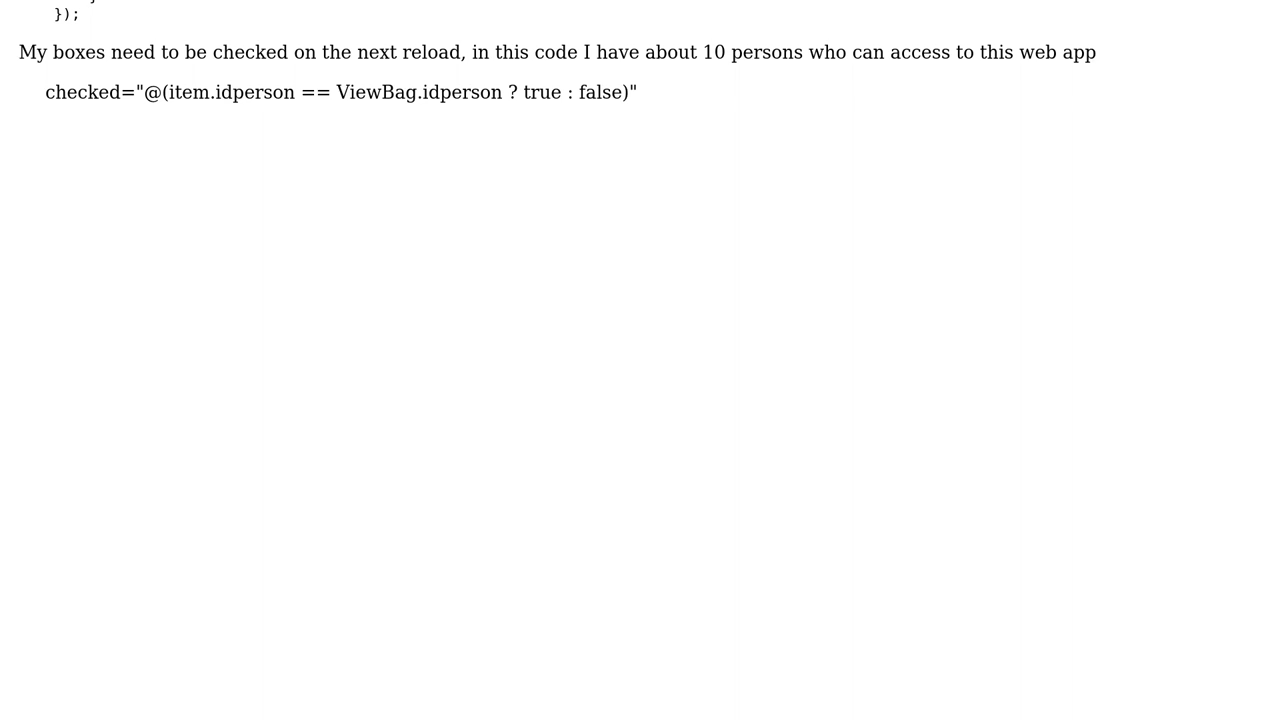 });
My boxes need to be checked on the next reload, in this code I have about 10 persons who can access to this web app
checked="@(item.idperson == ViewBag.idperson ? true : false)"